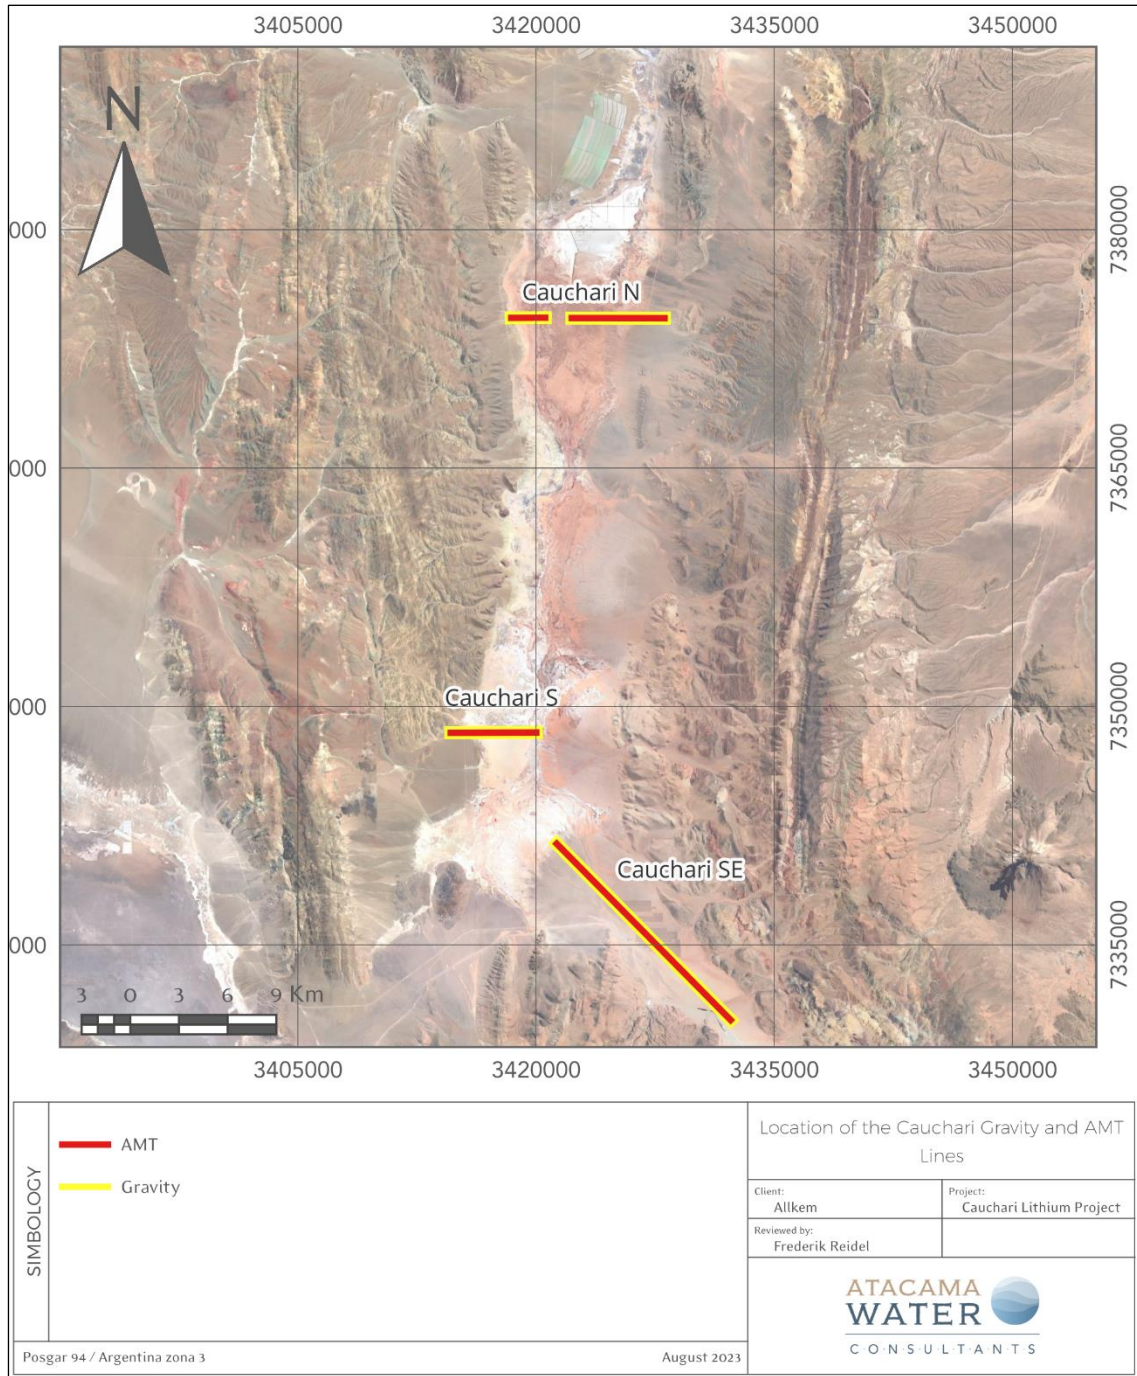 3405000 3420000 3435000 3450000
N
000 7380000
Cauchari N
000 7365000
Cauchari S
000 7350000
Cauchari SE
000 7335000
3 0 3 6 9 Km
3405000 3420000 3435000 3450000
SIMBOLOGY
AMT
Gravity
Location of the Cauchari Gravity and AMT
Lines
Client:
Allkem
Project:
Cauchari Lithium Project
Reviewed by:
Frederik Reidel
ATACAMA
WATER
C·O·N·S·U·L·T·A·N·T·S
Posgar 94 / Argentina zona 3
August 2023